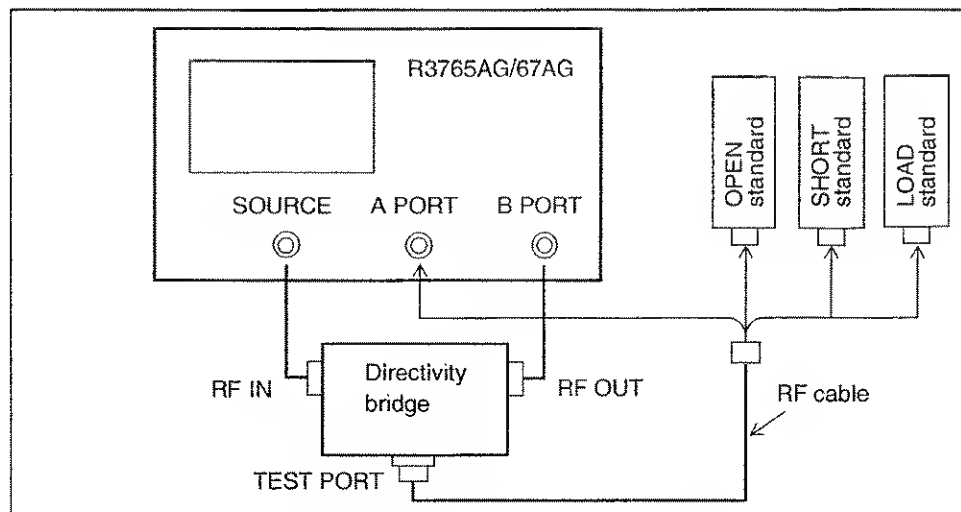 R3765AG/67AG
SOURCE
A PORT
B PORT
OPEN
standard
SHORT
standard
LOAD
standard
RF IN
Directivity
bridge
RF OUT
RF cable
TEST PORT